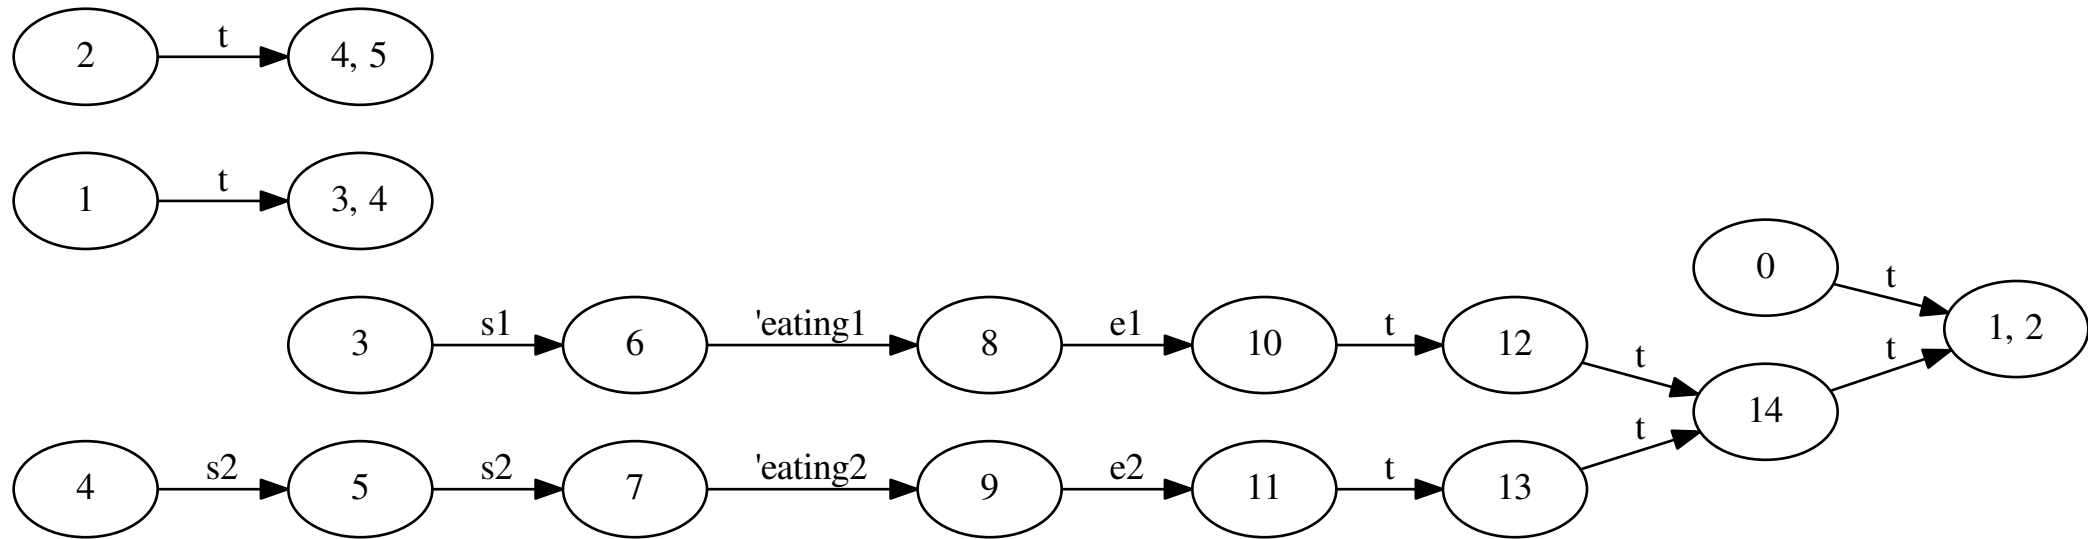 2 t 4, 5
1 t 3, 4
0 t 1, 2
3 s1 6 'eating1 8 e1 10 t 12 t
14 t
4 s2 5 s2 7 'eating2 9 e2 11 t 13 t